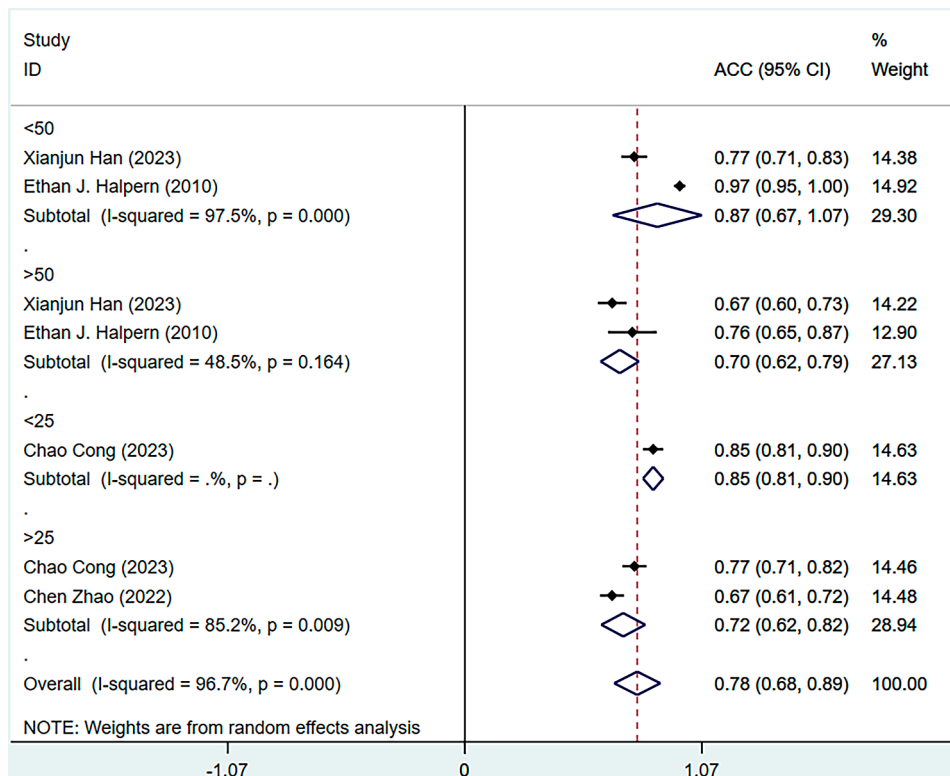 Study %
ID ACC (95% CI) Weight
<50
Xianjun Han (2023) 0.77 (0.71, 0.83) 14.38
Ethan J. Halpern (2010) 0.97 (0.95, 1.00) 14.92
Subtotal (I-squared = 97.5%, p = 0.000) 0.87 (0.67, 1.07) 29.30
.
>50
Xianjun Han (2023) 0.67 (0.60, 0.73) 14.22
Ethan J. Halpern (2010) 0.76 (0.65, 0.87) 12.90
Subtotal (I-squared = 48.5%, p = 0.164) 0.70 (0.62, 0.79) 27.13
.
<25
Chao Cong (2023) 0.85 (0.81, 0.90) 14.63
Subtotal (I-squared = .%, p = .) 0.85 (0.81, 0.90) 14.63
.
>25
Chao Cong (2023) 0.77 (0.71, 0.82) 14.46
Chen Zhao (2022) 0.67 (0.61, 0.72) 14.48
Subtotal (I-squared = 85.2%, p = 0.009) 0.72 (0.62, 0.82) 28.94
.
Overall (I-squared = 96.7%, p = 0.000) 0.78 (0.68, 0.89) 100.00
NOTE: Weights are from random effects analysis
-1.07 0 1.07